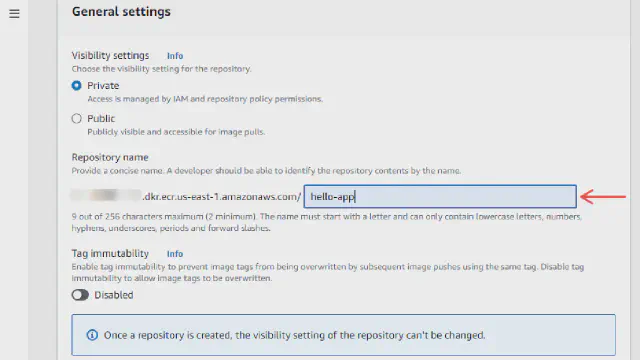 General settings
Visibility settings Info
Choose the visibility setting for the repository.
Private
Access is managed by IAM and repository policy permissions.
Public
Publicly visible and accessible for image pulls.
Repository name
Provide a concise name. A developer should be able to identify the repository contents by the name.
.dkr.ecr.us-east-1.amazonaws.com/ hello-app
9 out of 256 characters maximum (2 minimum). The name must start with a letter and can only contain lowercase letters, numbers,
hyphens, underscores, periods and forward slashes.
Tag immutability Info
Enable tag immutability to prevent image tags from being overwritten by subsequent image pushes using the same tag. Disable tag
immutability to allow image tags to be overwritten.
Disabled
Once a repository is created, the visibility setting of the repository can't be changed.